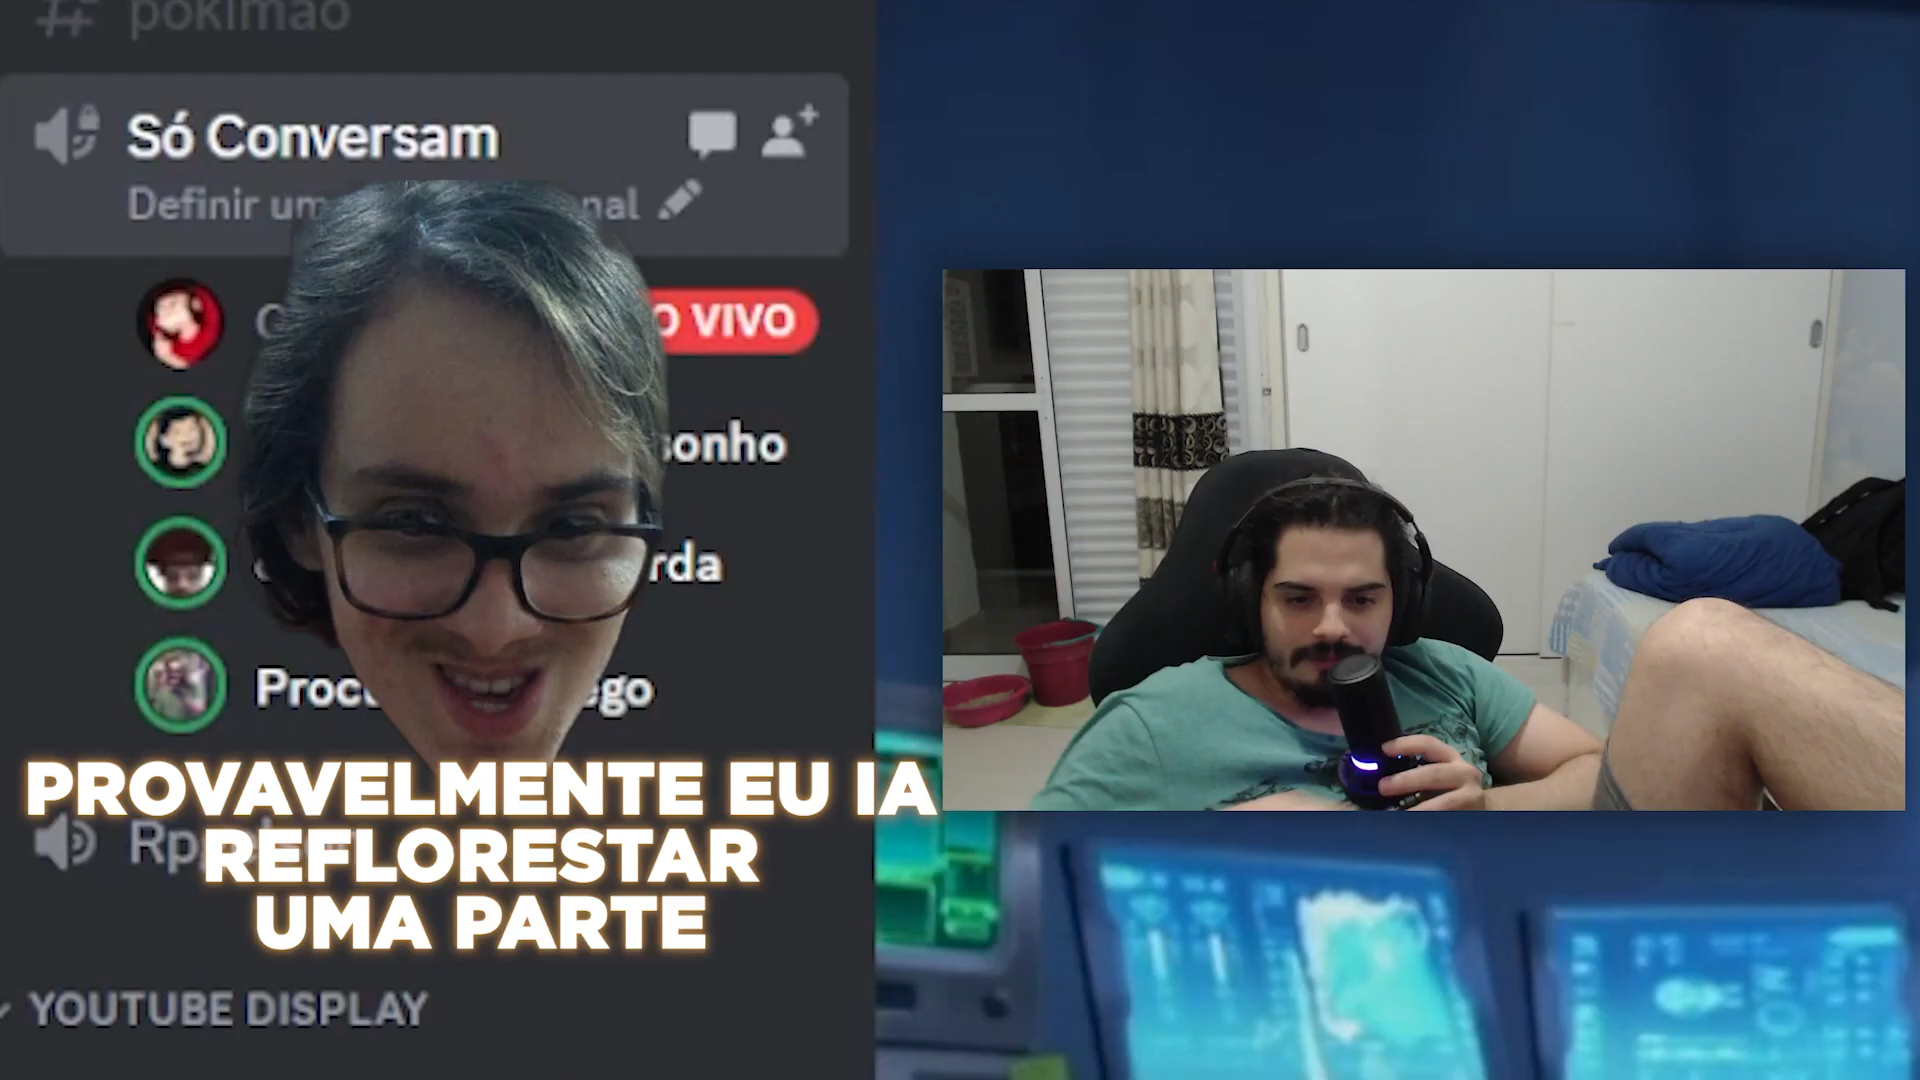 pokimao
Só Conversam
Definir um nal
O VIVO
sonho
rda
Proc ego
PROVAVELMENTE EU IA
REFLORESTAR
UMA PARTE
Rp
YOUTUBE DISPLAY